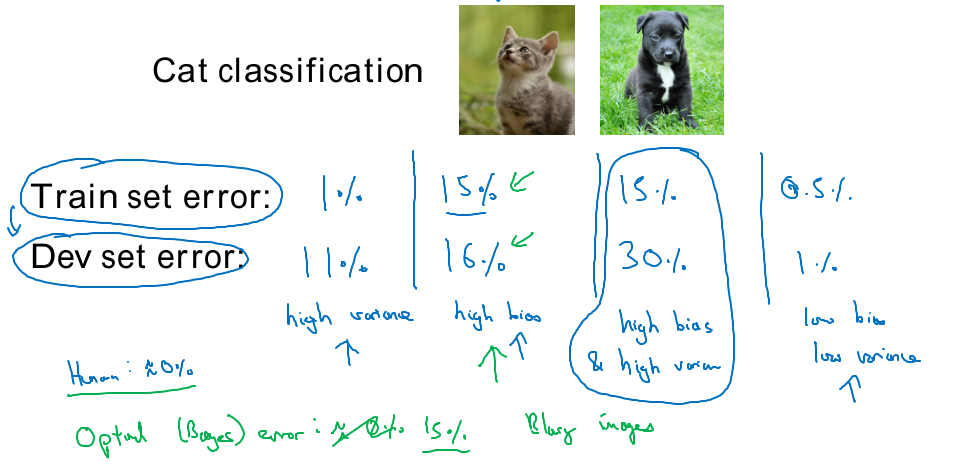 Cat classification
Train set error: 1% 15% 15% 0.5%
Dev set error: 11% 16% 30% 1%
high variance high bias high bias & high varian low bias low variance
Human: ≈0%
Optimal (Bayes) error: ≈ 0% 15% Blurry images